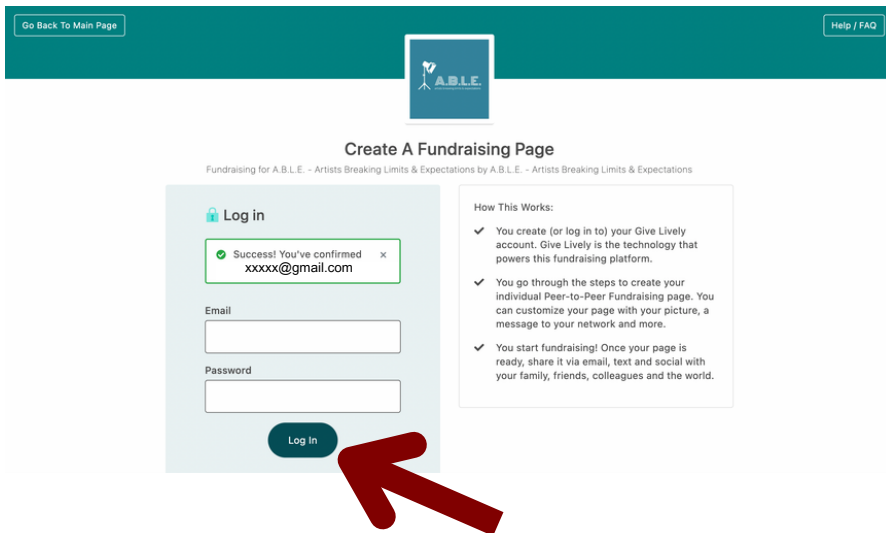 Go Back To Main Page
Help / FAQ
A.B.L.E.
Create A Fundraising Page
Fundraising for A.B.L.E. - Artists Breaking Limits & Expectations by A.B.L.E. - Artists Breaking Limits & Expectations
Log in
Success! You've confirmed ×
xxxxx@gmail.com
Email
Password
Log In
How This Works:
You create (or log in to) your Give Lively
account. Give Lively is the technology that
powers this fundraising platform.
You go through the steps to create your
individual Peer-to-Peer Fundraising page. You
can customize your page with your picture, a
message to your network and more.
You start fundraising! Once your page is
ready, share it via email, text and social with
your family, friends, colleagues and the world.